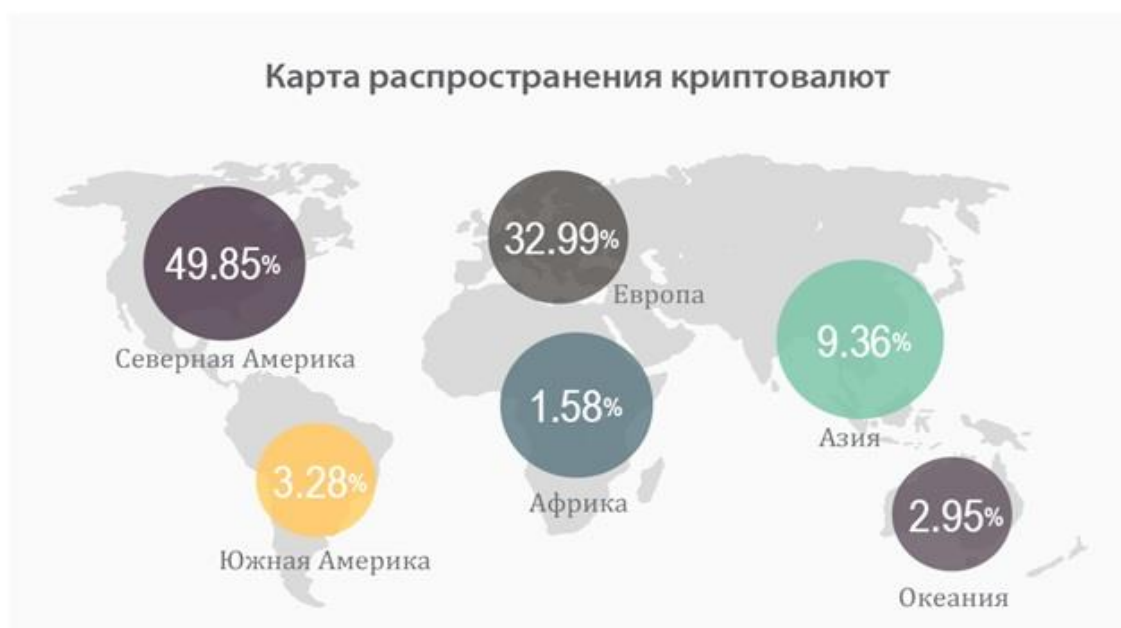 Карта распространения криптовалют
49.85%
Северная Америка
32.99%
Европа
9.36%
Азия
1.58%
Африка
3.28%
Южная Америка
2.95%
Океания